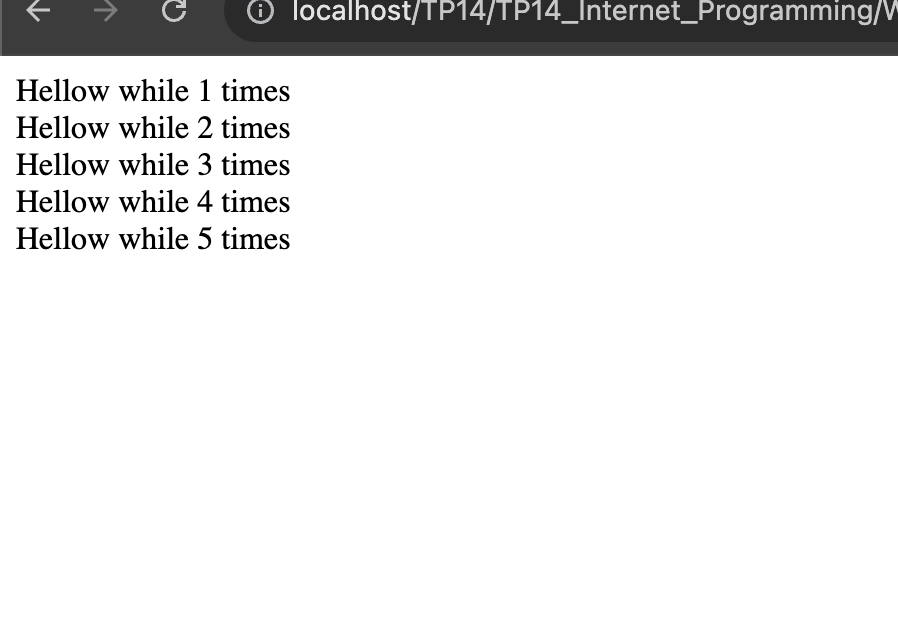 localhost/TP14/TP14_Internet_Programming/
Hellow while 1 times
Hellow while 2 times
Hellow while 3 times
Hellow while 4 times
Hellow while 5 times